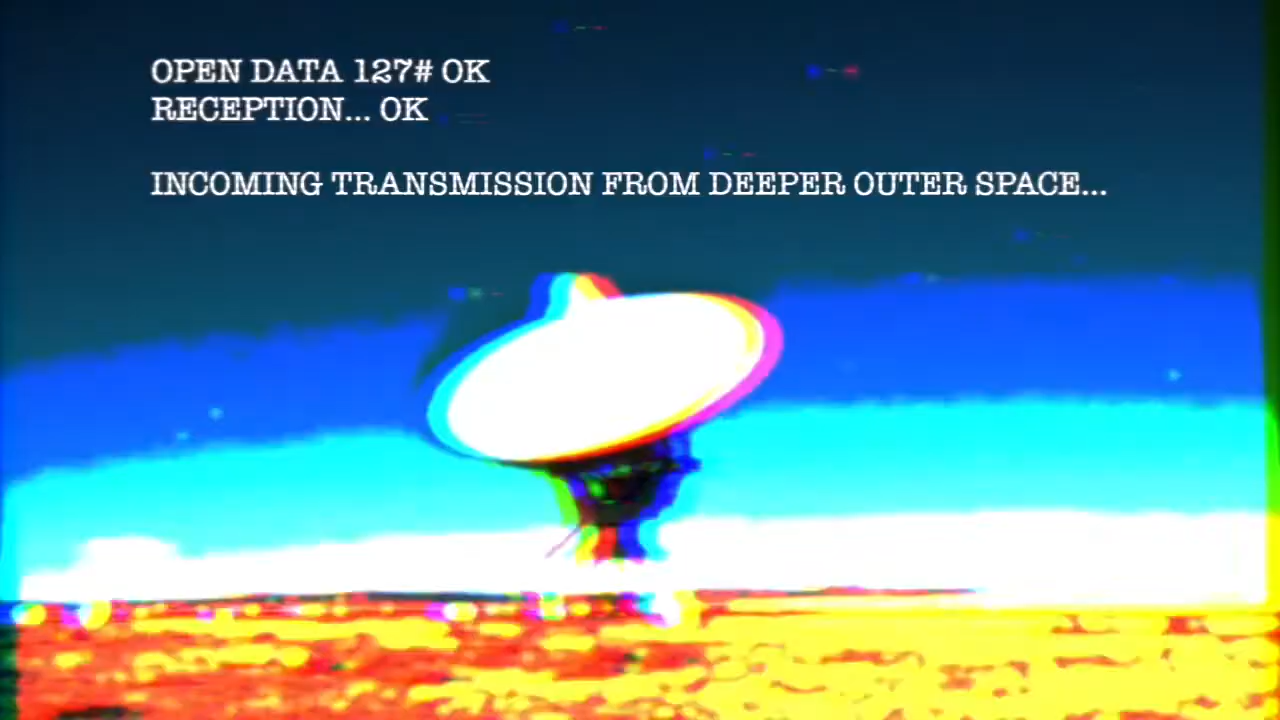 OPEN DATA 127# OK
RECEPTION... OK
INCOMING TRANSMISSION FROM DEEPER OUTER SPACE...